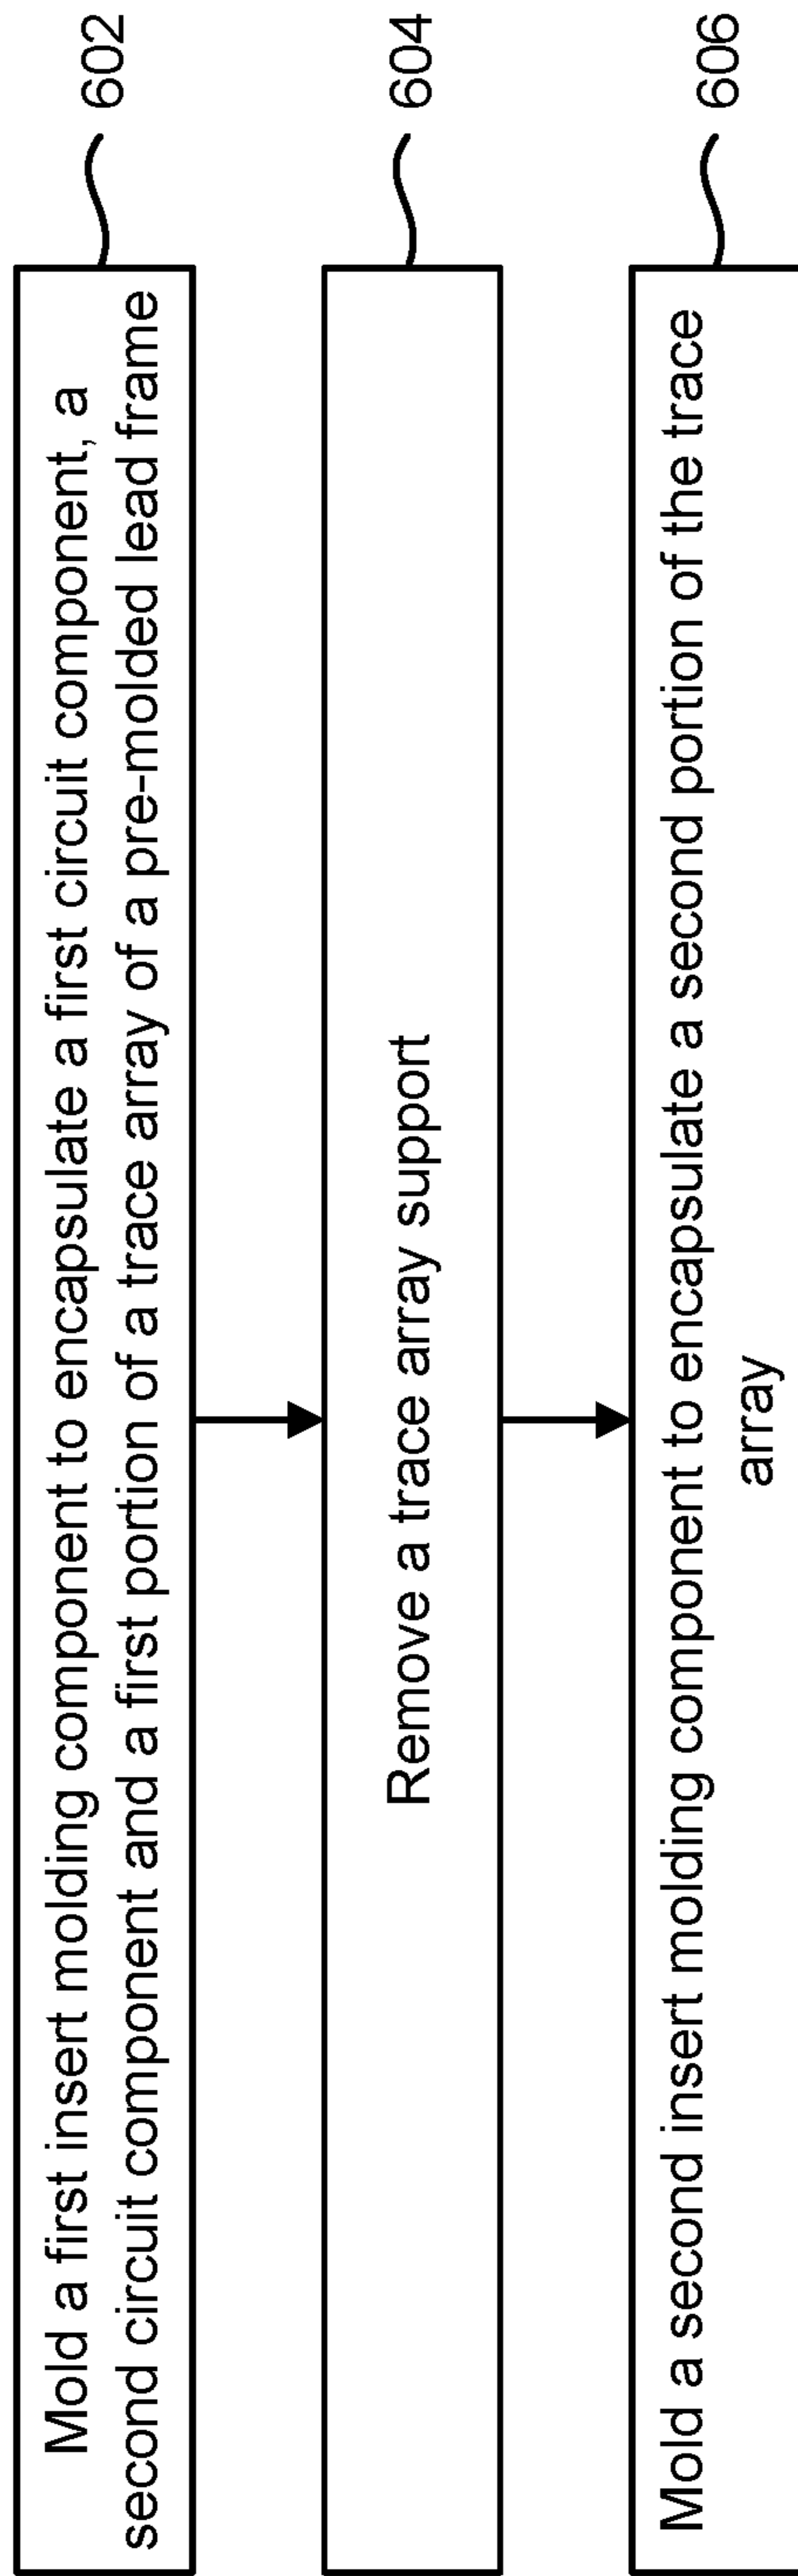 Mold a first insert molding component to encapsulate a first circuit component, a
second circuit component and a first portion of a trace array of a pre-molded lead frame
602
Remove a trace array support
604
Mold a second insert molding component to encapsulate a second portion of the trace
array
606